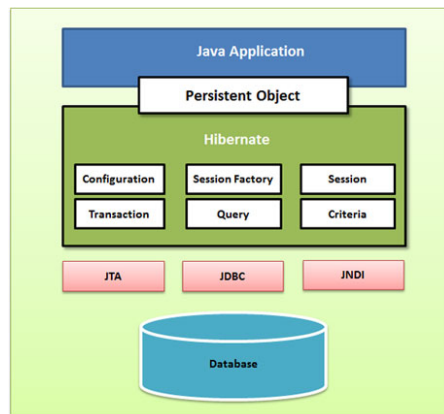 Java Application
Persistent Object
Hibernate
Configuration
Session Factory
Session
Transaction
Query
Criteria
JTA
JDBC
JNDI
Database